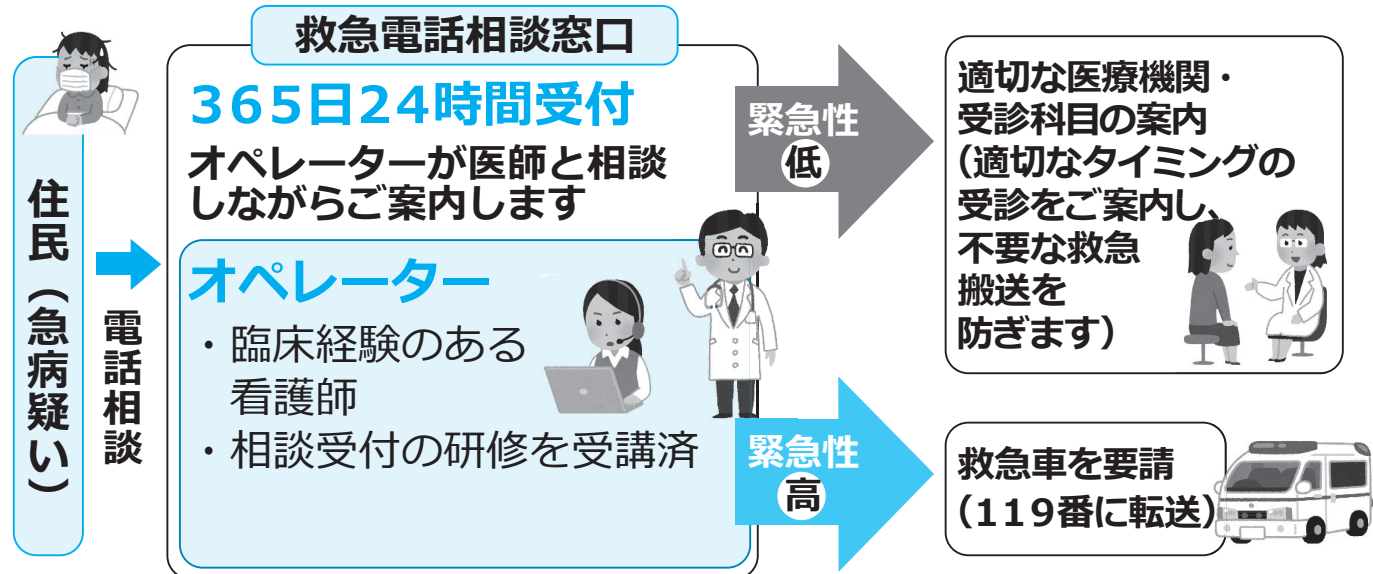 住民（急病疑い）
電話相談
救急電話相談窓口
365日24時間受付
オペレーターが医師と相談
しながらご案内します
オペレーター
・臨床経験のある
看護師
・相談受付の研修を受講済
緊急性
低
適切な医療機関・
受診科目の案内
（適切なタイミングの
受診をご案内し、
不要な救急
搬送を
防ぎます）
緊急性
高
救急車を要請
（119番に転送）